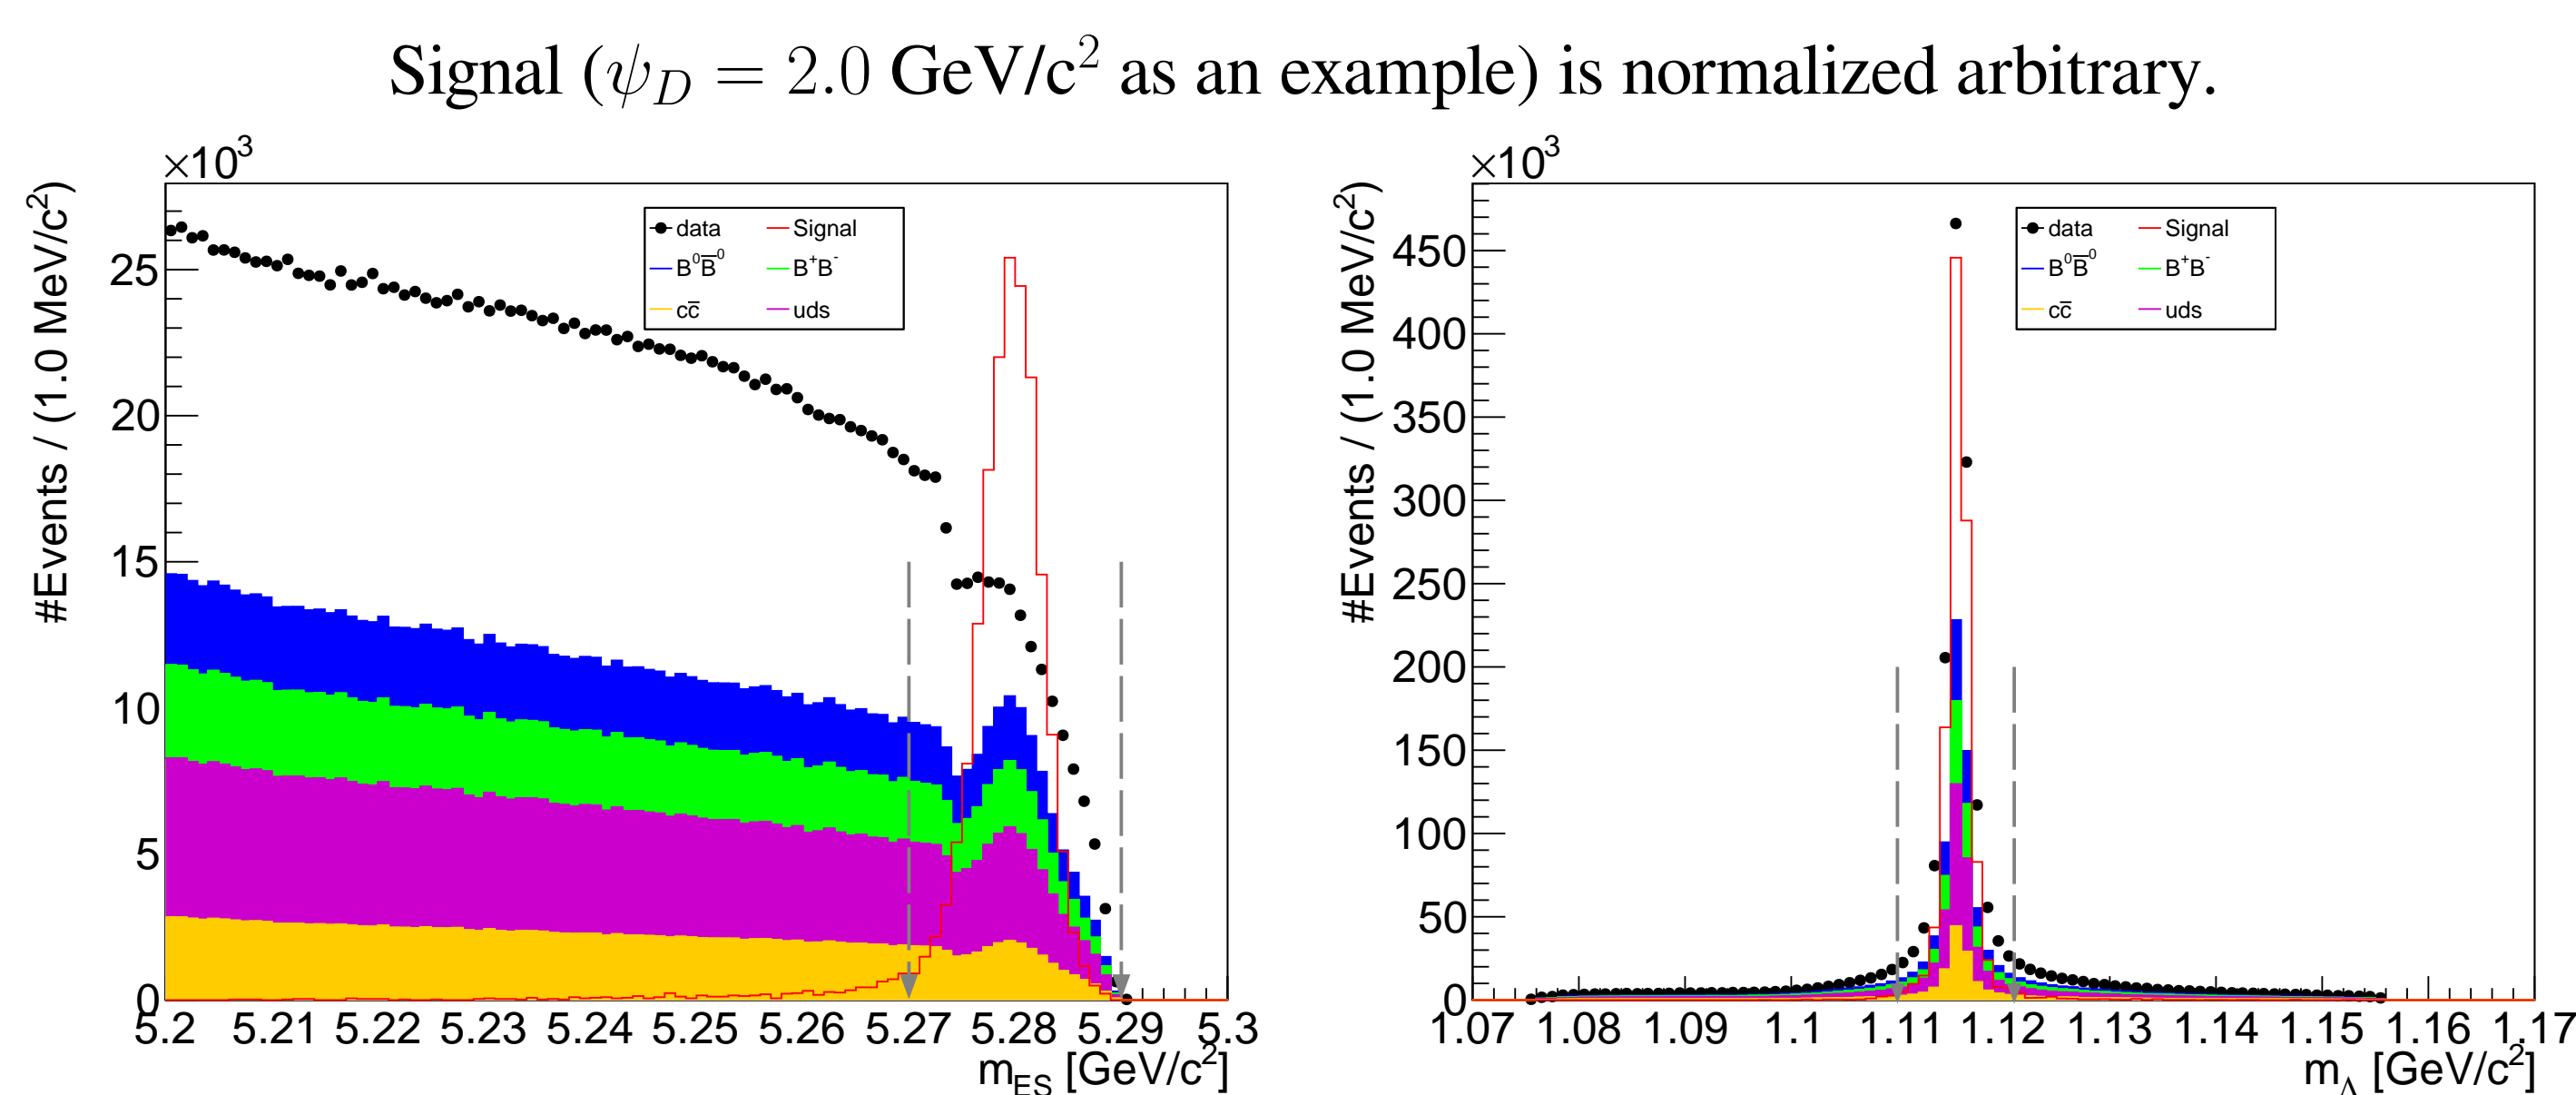 Signal (ψ_D = 2.0 GeV/c²  as an example) is normalized arbitrary.
×10³
#Events / (1.0 MeV/c²)
data Signal
B⁰B̅⁰ B⁺B⁻
cc̅ uds
25
20
15
10
5
0
5.2 5.21 5.22 5.23 5.24 5.25 5.26 5.27 5.28 5.29 5.3
m_ES [GeV/c²]
×10³
#Events / (1.0 MeV/c²)
data Signal
B⁰B̅⁰ B⁺B⁻
cc̅ uds
450
400
350
300
250
200
150
100
50
0
1.07 1.08 1.09 1.1 1.11 1.12 1.13 1.14 1.15 1.16 1.17
m_Λ [GeV/c²]